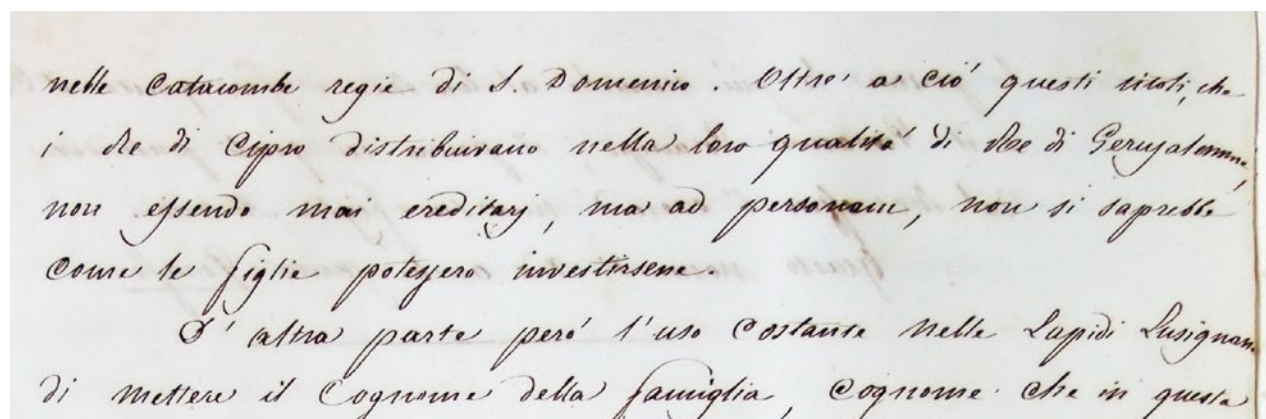 nelle Catacombe regie di S. Domenico. Oltre' a ciò questi titoli, che
i Re di Cipro distribuivano nella loro qualità di Re di Gerusalemme,
non essendo mai ereditarj, ma ad personam, non si saprebbe
come le figlie potessero investirsene.
D'altra parte però l'uso costante nelle Lapidi Lusignane
di mettere il Cognome della famiglia, cognome che in queste